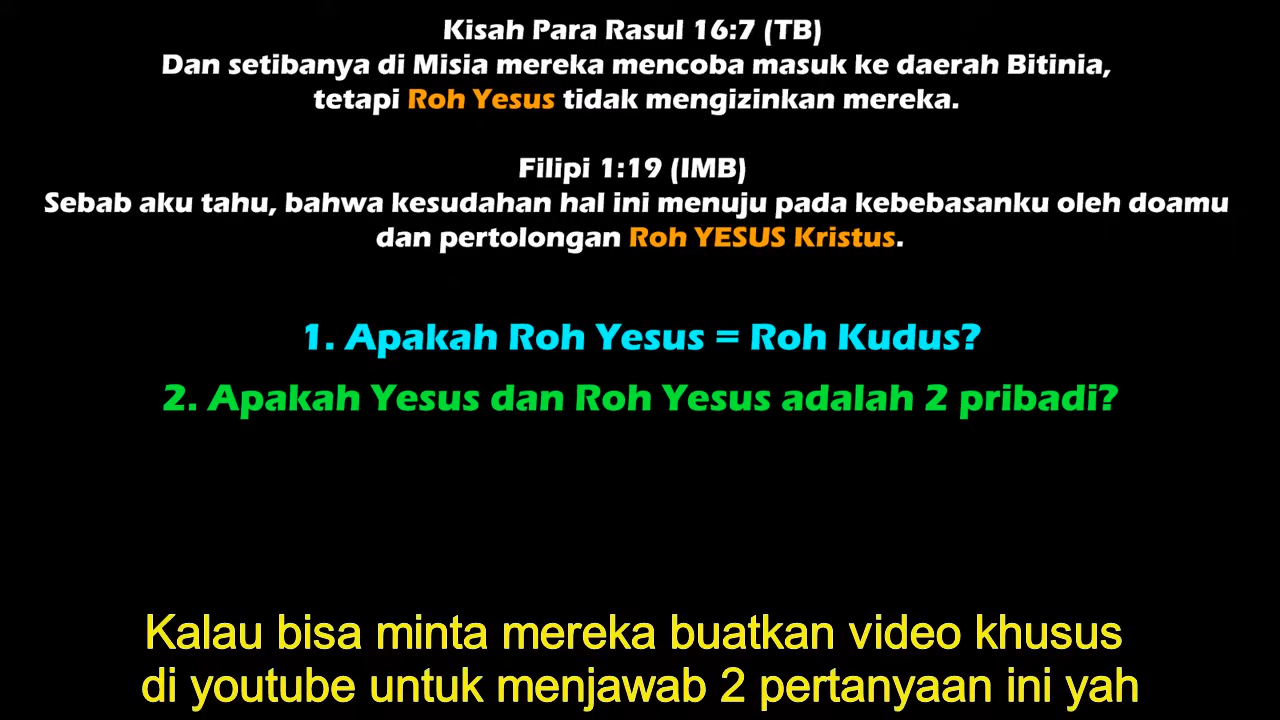 Kisah Para Rasul 16:7 (TB)
Dan setibanya di Misia mereka mencoba masuk ke daerah Bitinia,
tetapi Roh Yesus tidak mengizinkan mereka.
Filipi 1:19 (IMB)
Sebab aku tahu, bahwa kesudahan hal ini menuju pada kebebasanku oleh doamu
dan pertolongan Roh YESUS Kristus.
1. Apakah Roh Yesus = Roh Kudus?
2. Apakah Yesus dan Roh Yesus adalah 2 pribadi?
Kalau bisa minta mereka buatkan video khusus
di youtube untuk menjawab 2 pertanyaan ini yah